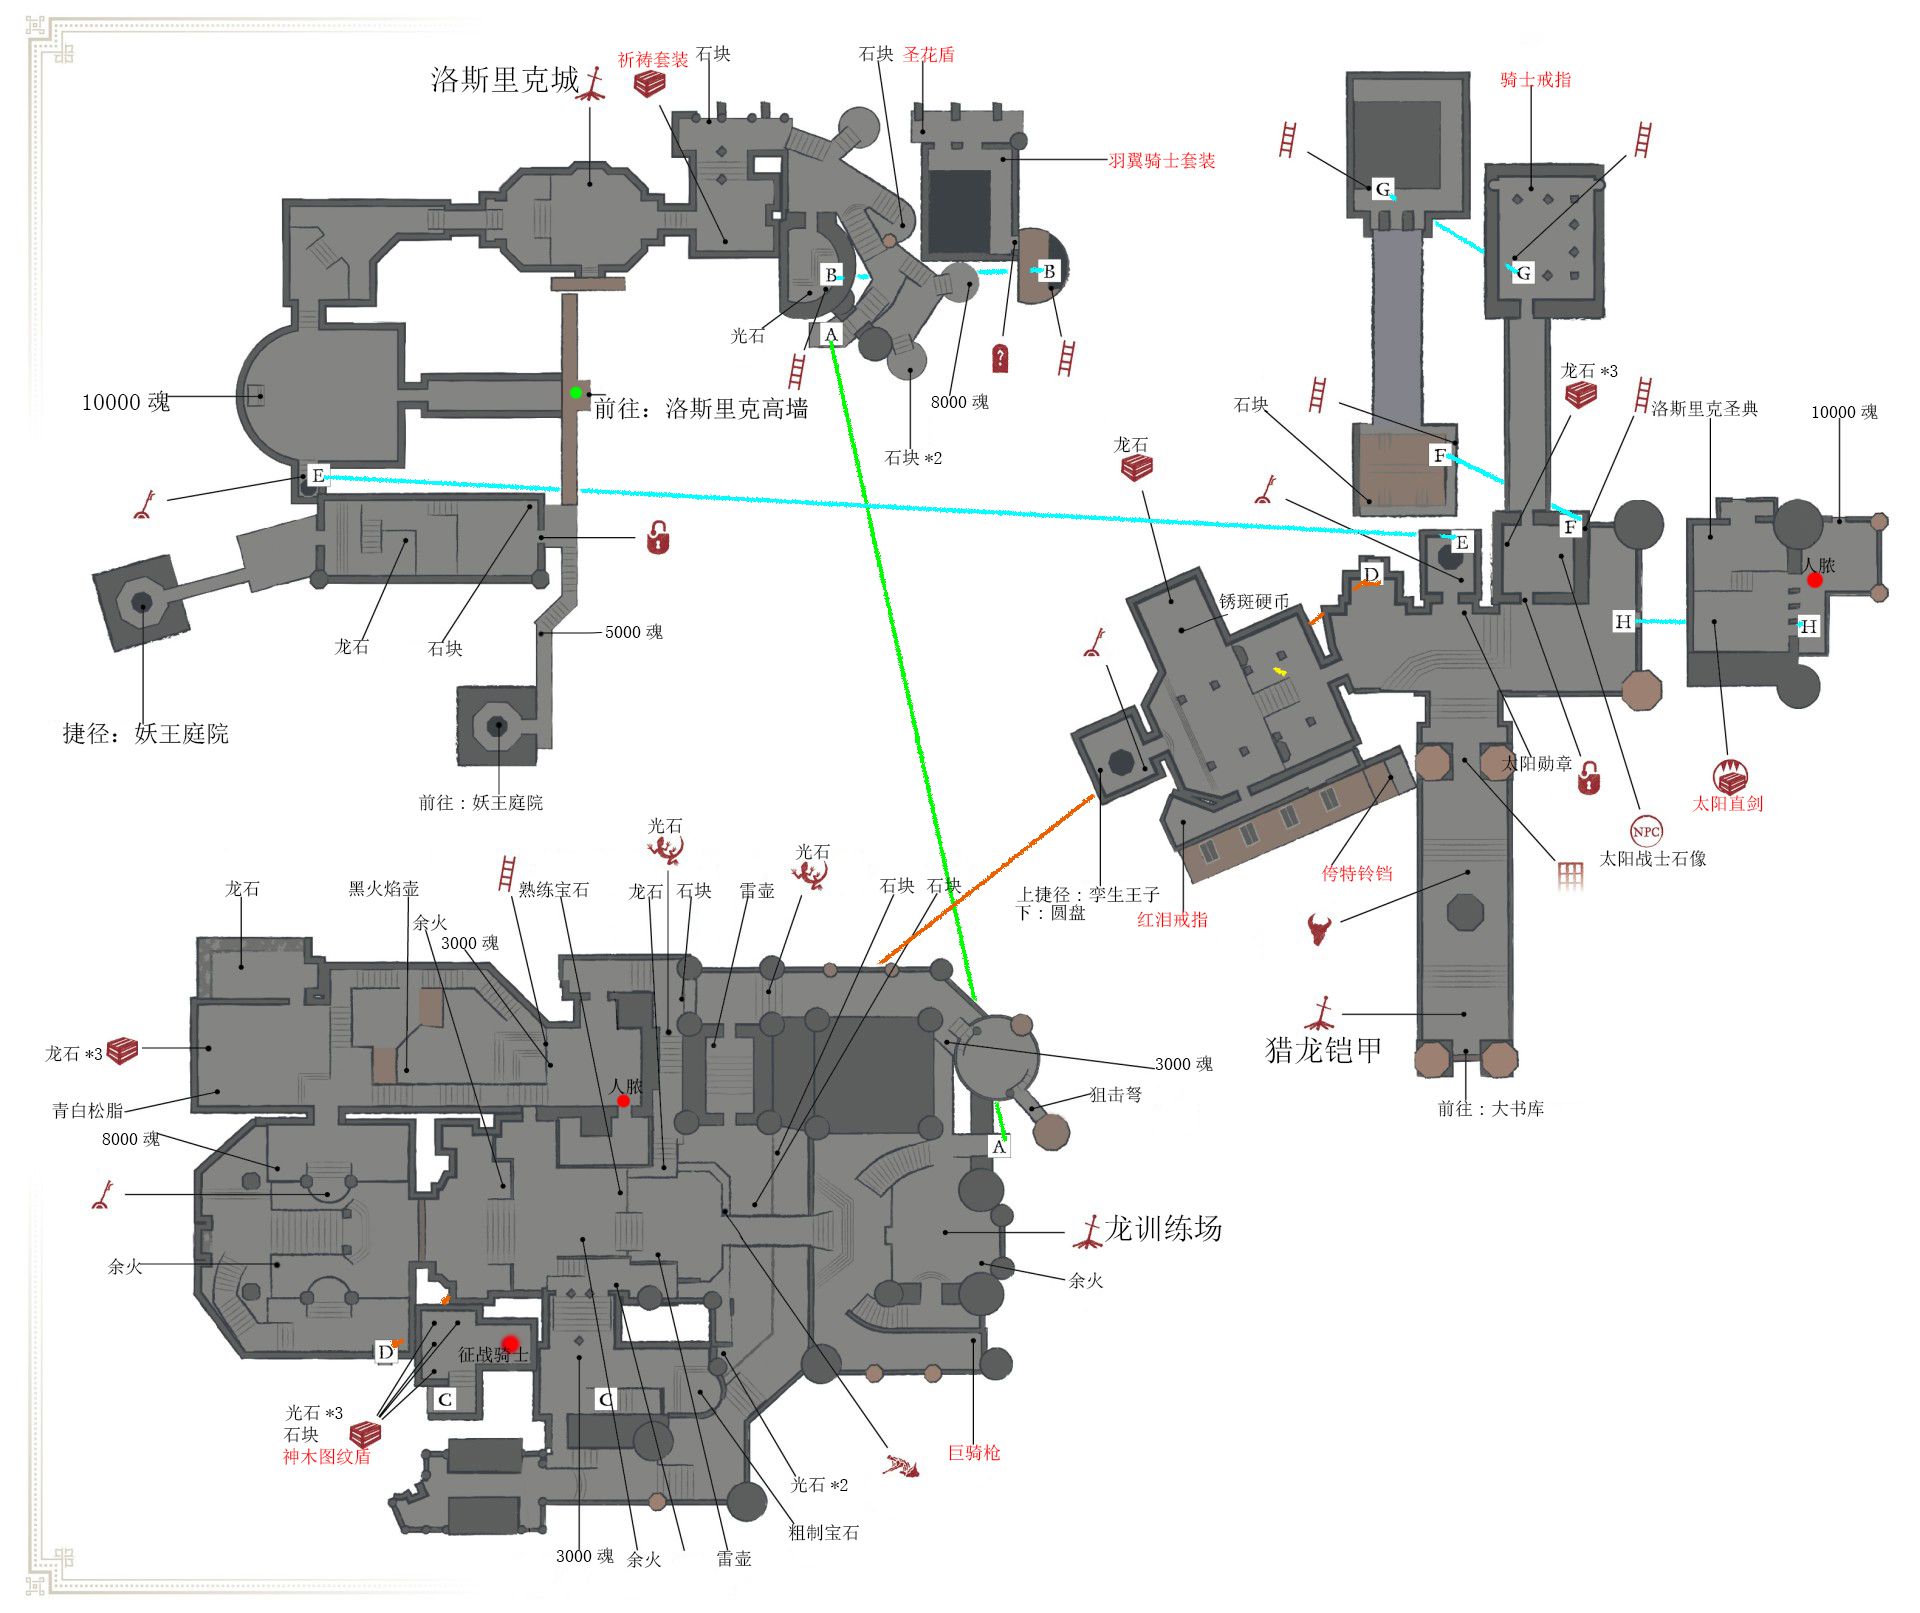 洛斯里克城
祈祷套装
石块
石块
圣花盾
羽翼骑士套装
骑士戒指
G
G
B
B
光石
A
10000 魂
前往：洛斯里克高墙
8000 魂
石块 *2
E
龙石
石块
5000 魂
捷径：妖王庭院
前往：妖王庭院
龙石 *3
洛斯里克圣典
10000 魂
石块
F
F
龙石
E
D
锈斑硬币
人脓
H
H
太阳勋章
太阳直剑
NPC
太阳战士石像
侉特铃铛
上捷径：孪生王子
下：圆盘
红泪戒指
猎龙铠甲
前往：大书库
光石
光石
龙石
黑火焰壶
余火
3000 魂
熟练宝石
龙石
石块
雷壶
石块
石块
龙石 *3
青白松脂
8000 魂
人脓
3000 魂
狙击弩
A
龙训练场
余火
余火
D
征战骑士
C
C
光石 *3
石块
神木图纹盾
巨骑枪
光石 *2
粗制宝石
3000 魂
余火
雷壶